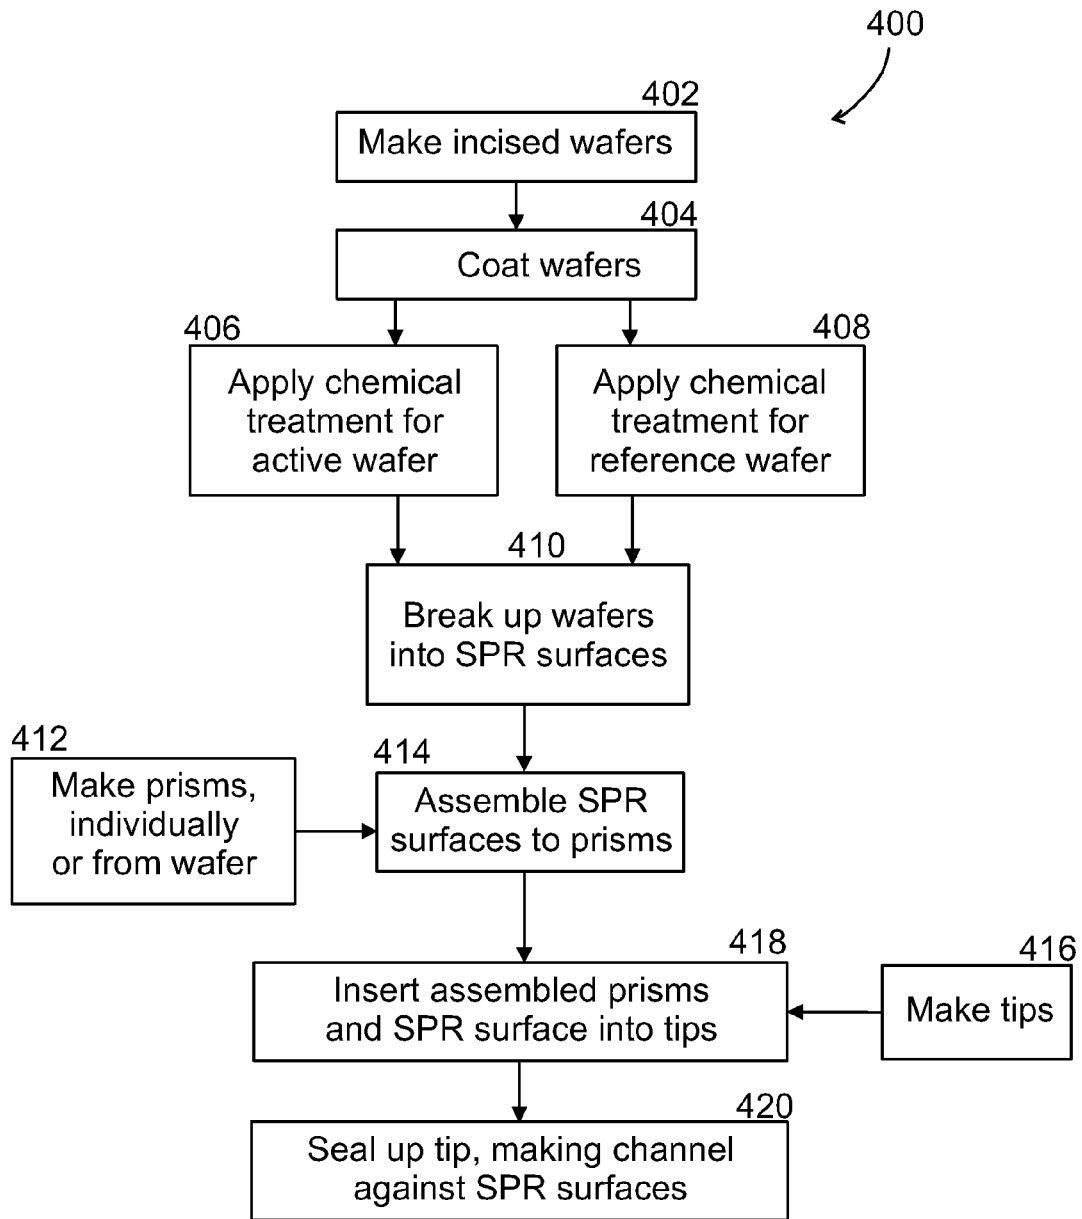 400
402
Make incised wafers
404
Coat wafers
406
Apply chemical
treatment for
active wafer
408
Apply chemical
treatment for
reference wafer
410
Break up wafers
into SPR surfaces
412
Make prisms,
individually
or from wafer
414
Assemble SPR
surfaces to prisms
418
Insert assembled prisms
and SPR surface into tips
416
Make tips
420
Seal up tip, making channel
against SPR surfaces